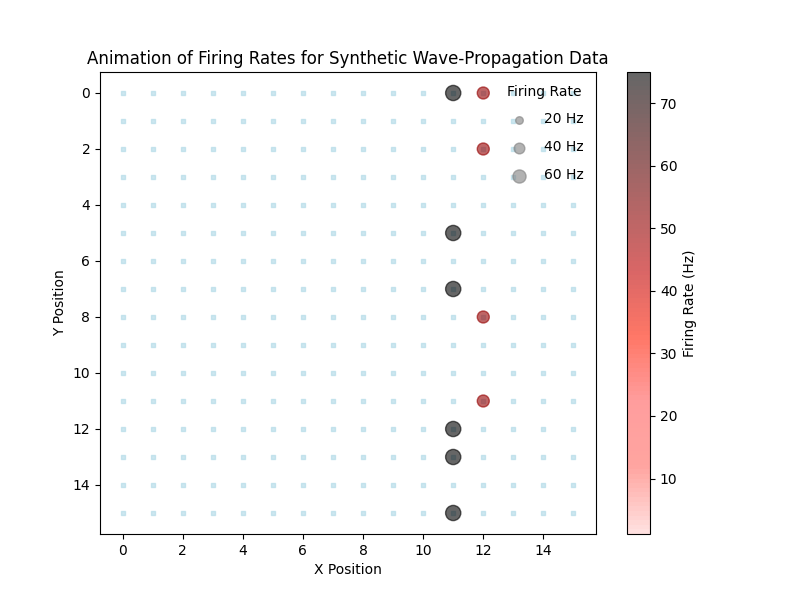 Animation of Firing Rates for Synthetic Wave-Propagation Data
Firing Rate
20 Hz
40 Hz
60 Hz
0
2
4
6
8
10
12
14
Y Position
0 2 4 6 8 10 12 14
X Position
70
60
50
40
30
20
10
Firing Rate (Hz)